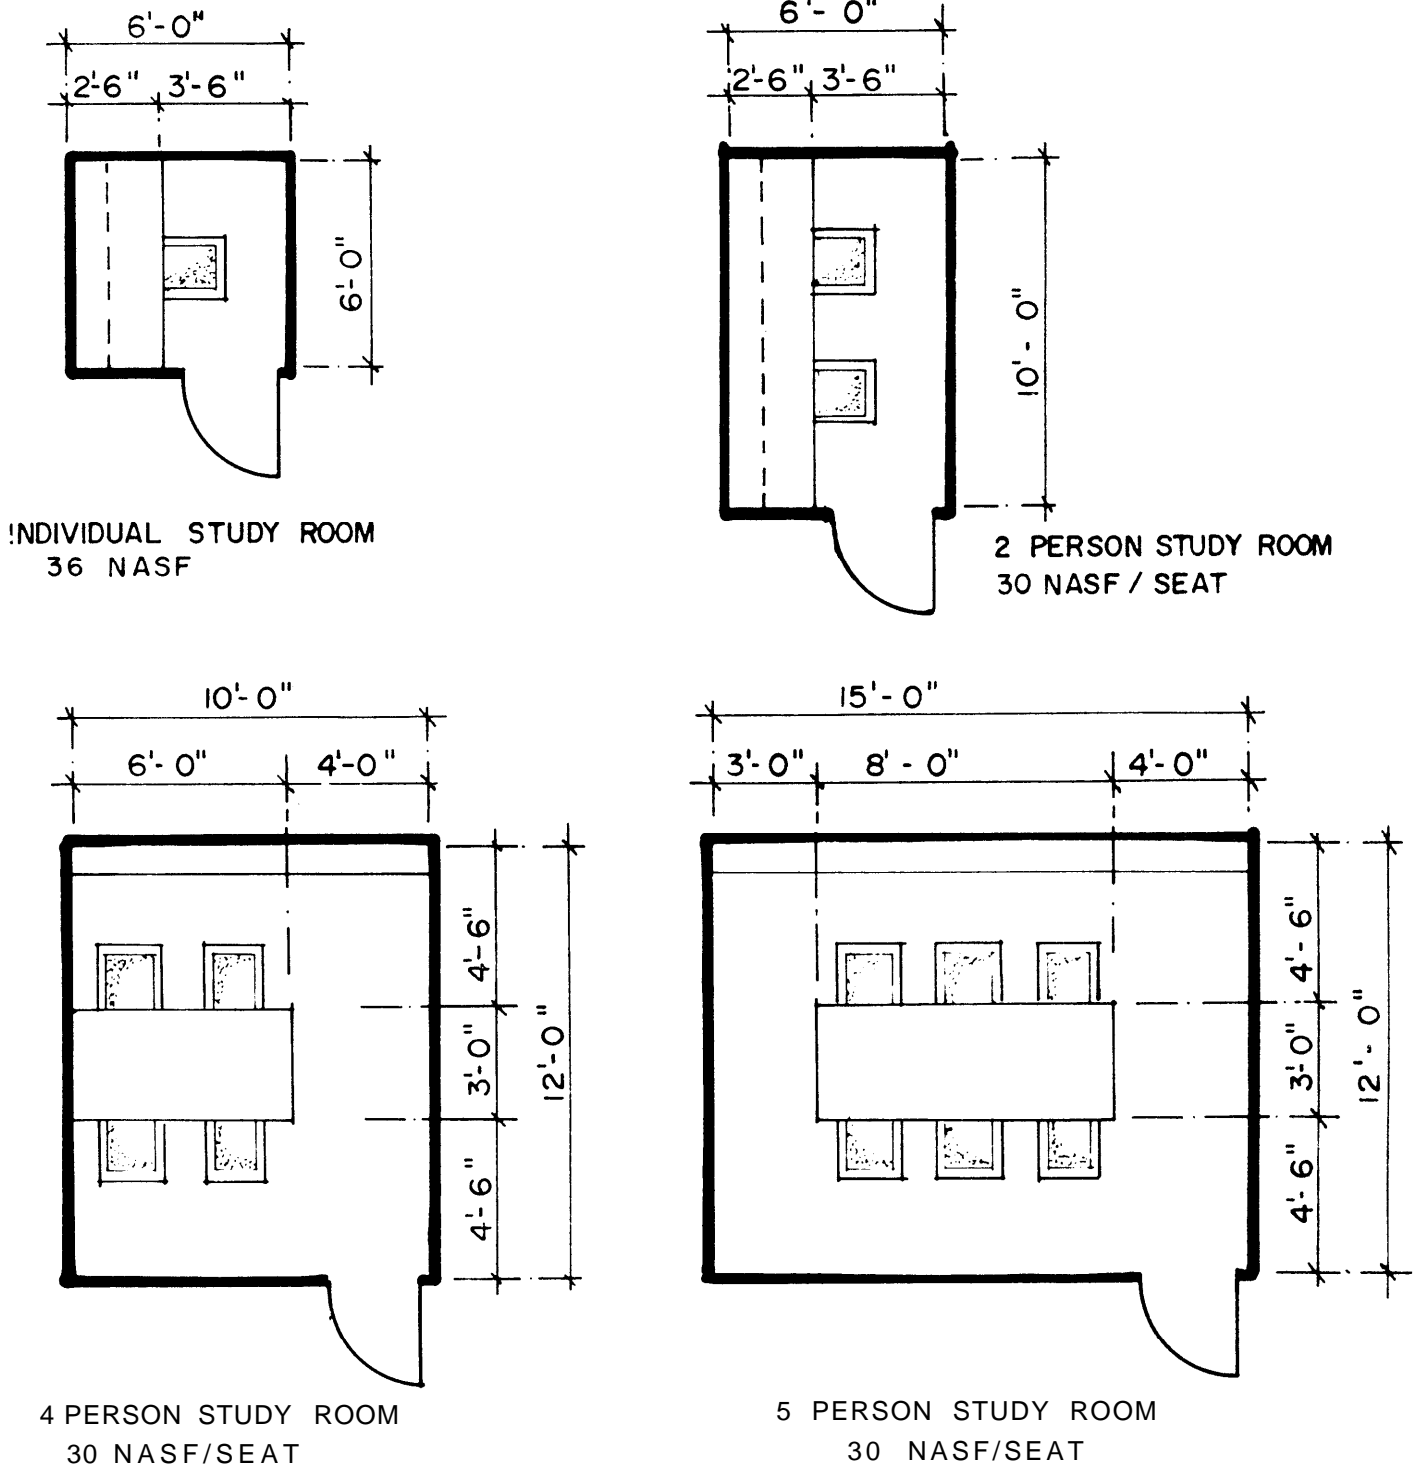 6'-0"
2'-6" 3'-6"
6'-0"
INDIVIDUAL STUDY ROOM
36 NASF
6'-0"
2'-6" 3'-6"
10'-0"
2 PERSON STUDY ROOM
30 NASF / SEAT
10'-0"
6'-0" 4'-0"
4'-6"
3'-0"
4'-6"
12'-0"
4 PERSON STUDY ROOM
30 NASF/SEAT
15'-0"
3'-0" 8'-0" 4'-0"
4'-6"
3'-0"
4'-6"
12'-0"
5 PERSON STUDY ROOM
30 NASF/SEAT